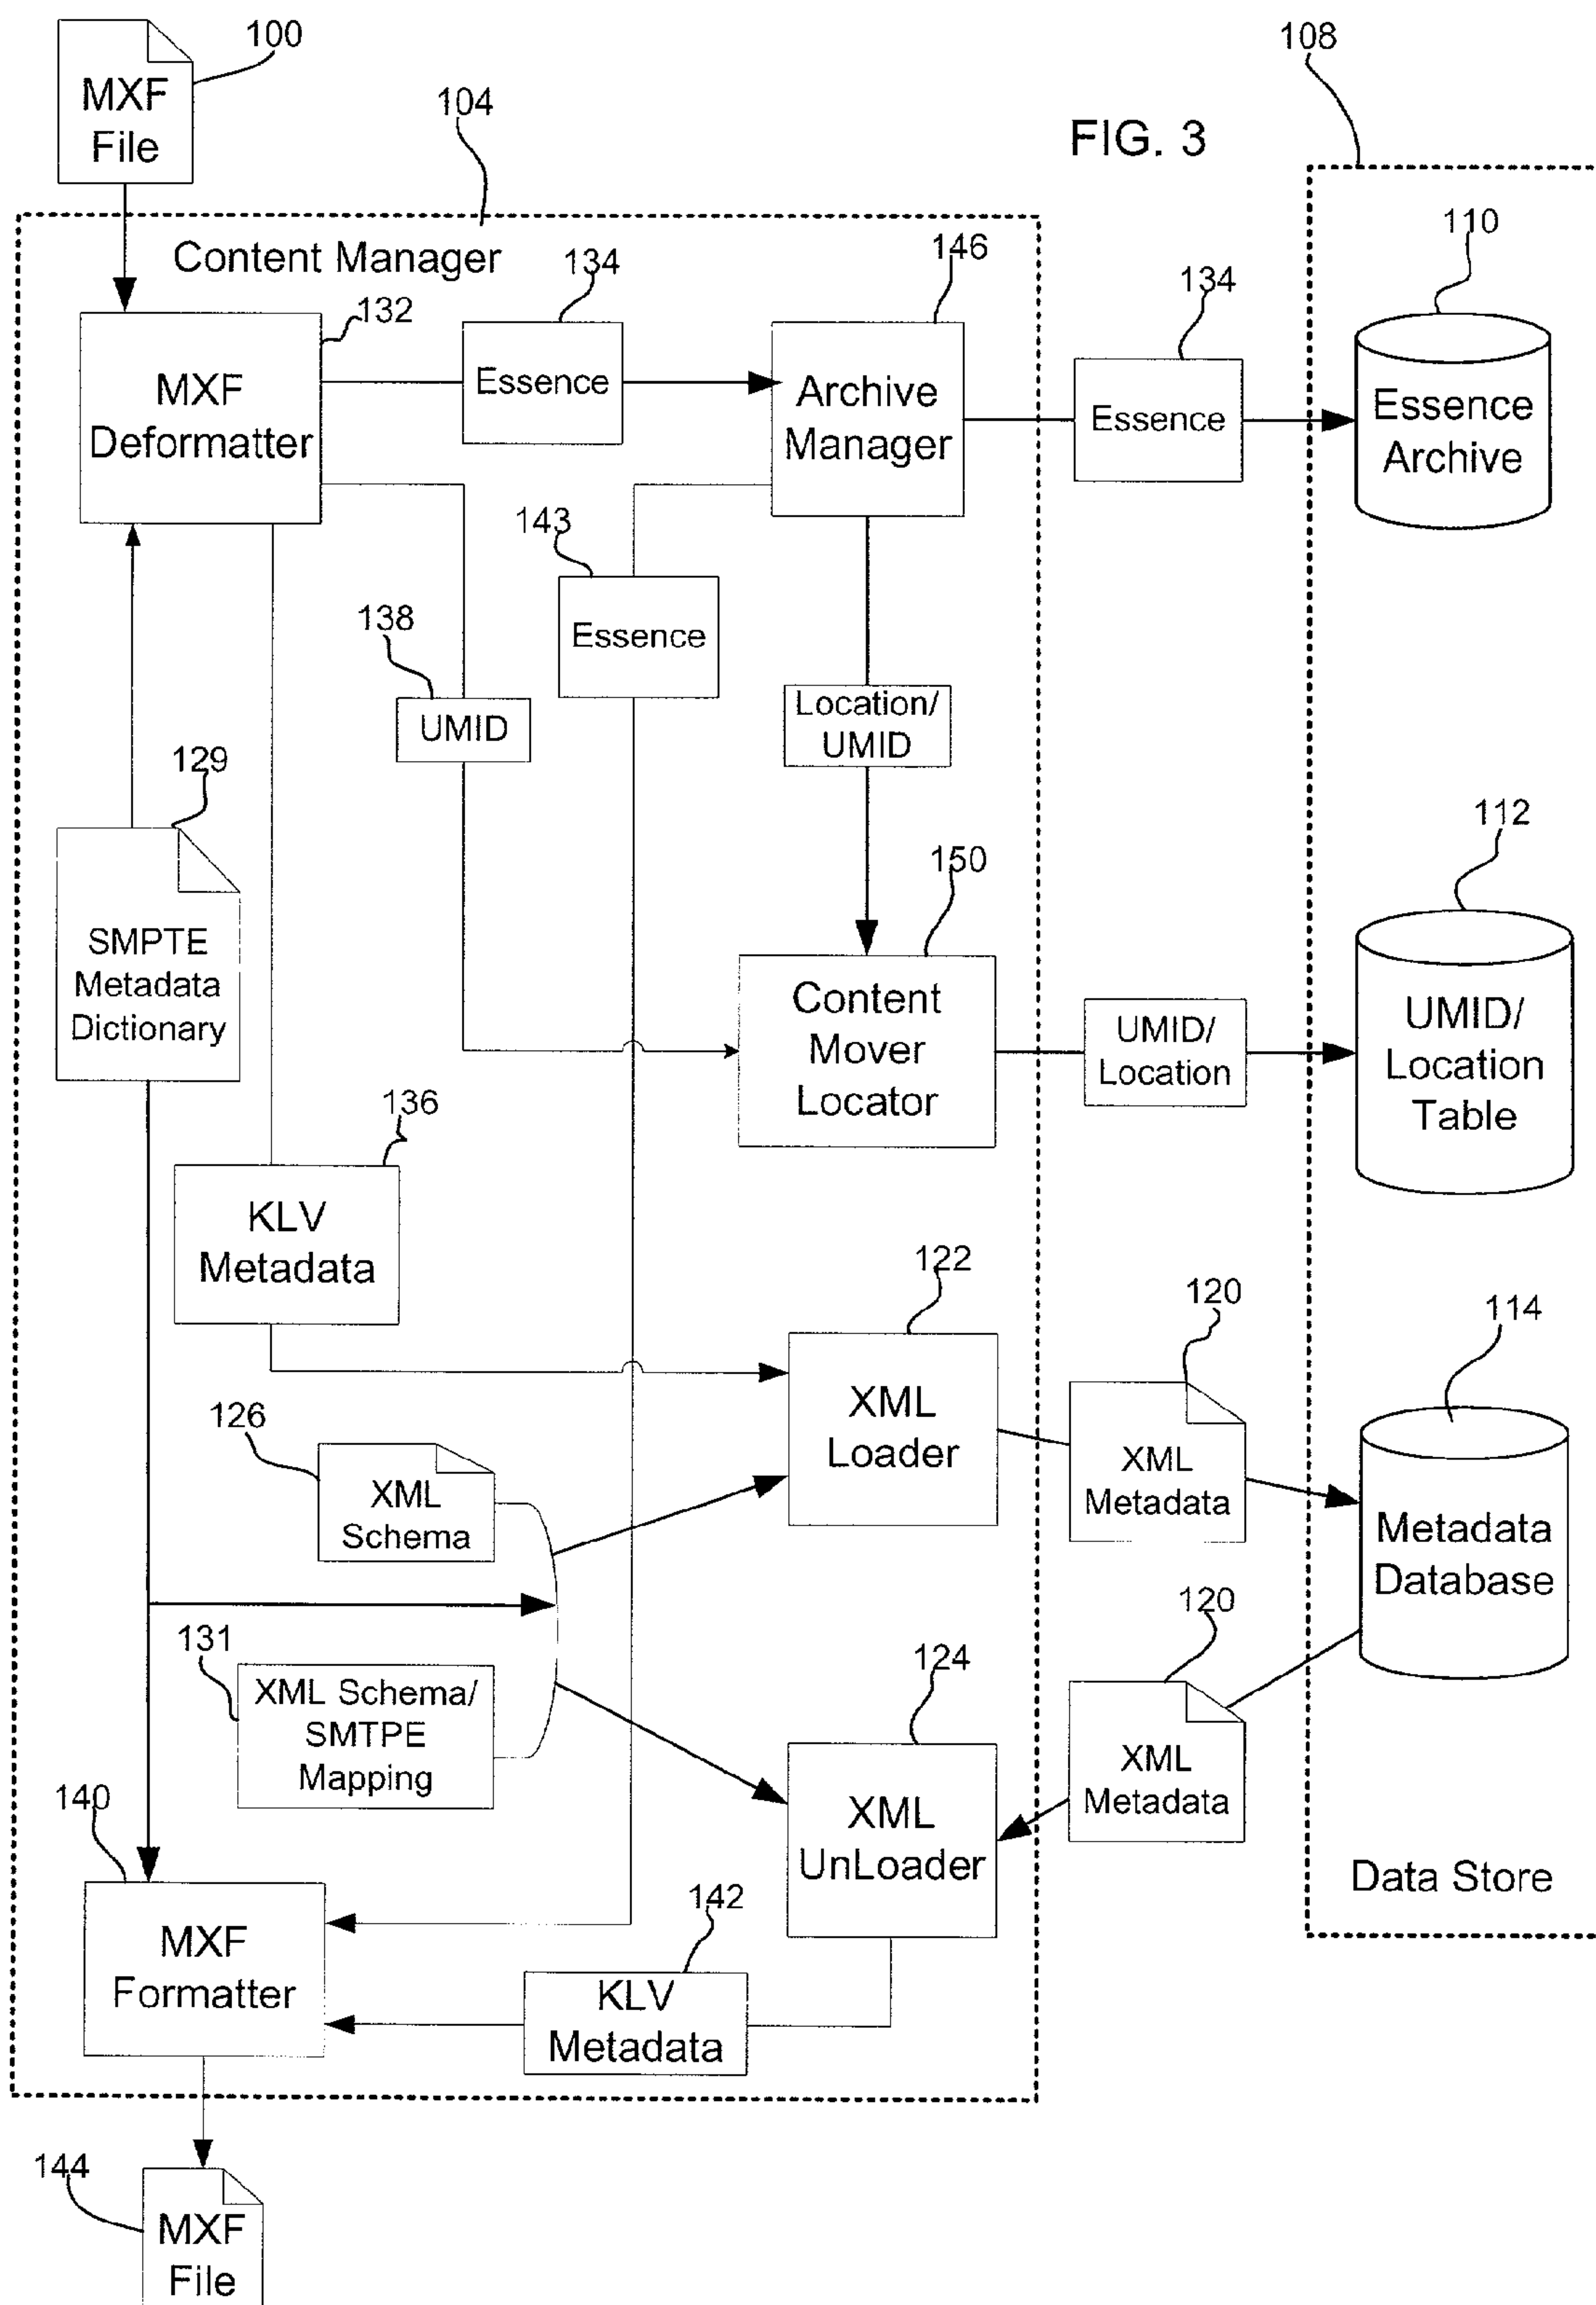 100
MXF
File
108
104
FIG. 3
Content Manager
134
146
110
134
132
MXF
Deformatter
Essence
Archive
Manager
Essence
Essence
Archive
143
Essence
138
UMID
Location/
UMID
129
SMPTE
Metadata
Dictionary
150
112
Content
Mover
Locator
UMID/
Location
UMID/
Location
Table
136
KLV
Metadata
122
120
114
XML
Loader
XML
Metadata
Metadata
Database
126
XML
Schema
120
131
XML Schema/
SMTPE
Mapping
124
XML
UnLoader
XML
Metadata
Data Store
140
MXF
Formatter
142
KLV
Metadata
144
MXF
File